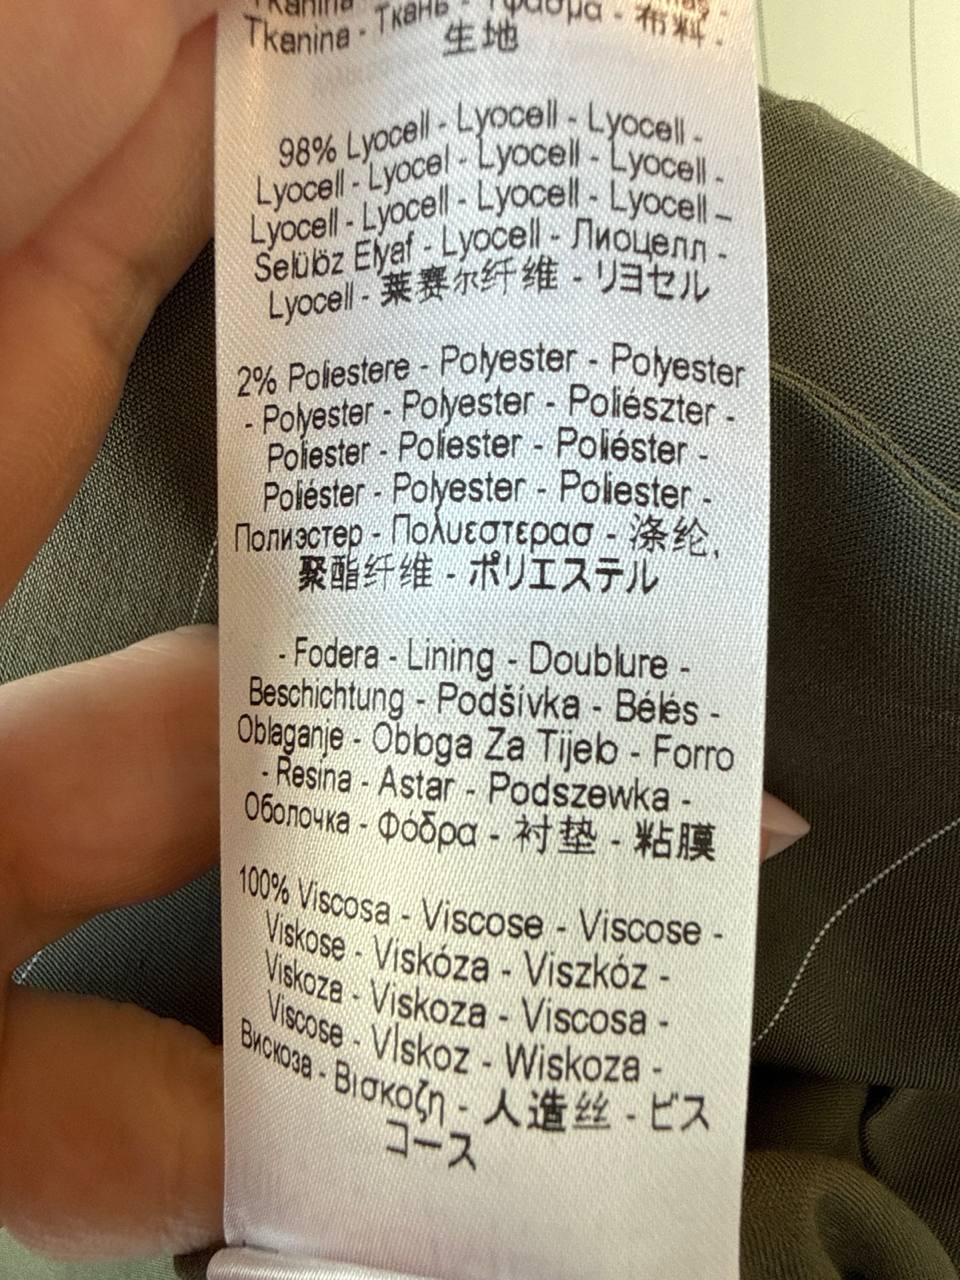 Tkanina - Ткань - Ύφασμα - 布料 -
生地
98% Lyocell - Lyocell - Lyocell -
Lyocell - Lyocel - Lyocell - Lyocell -
Lyocell - Lyocell - Lyocell - Lyocell –
Selülöz Elyaf - Lyocell - Лиоцелл -
Lyocell - 莱赛尔纤维 - リヨセル
2% Poliestere - Polyester - Polyester
- Polyester - Polyester - Poliészter -
Poliester - Poliester - Poliéster -
Poliéster - Polyester - Poliester -
Полиэстер - Πολυεστερασ - 涤纶,
聚酯纤维 - ポリエステル
- Fodera - Lining - Doublure -
Beschichtung - Podšívka - Bélés -
Oblaganje - Obloga Za Tijelo - Forro
- Resina - Astar - Podszewka -
Оболочка - Φόδρα - 衬垫 - 粘膜
100% Viscosa - Viscose - Viscose -
Viskose - Viskóza - Viszkóz -
Viskoza - Viskoza - Viscosa -
Viscose - Vİskoz - Wiskoza -
Вискоза - Βισκοζη - 人造丝 - ビス
コース